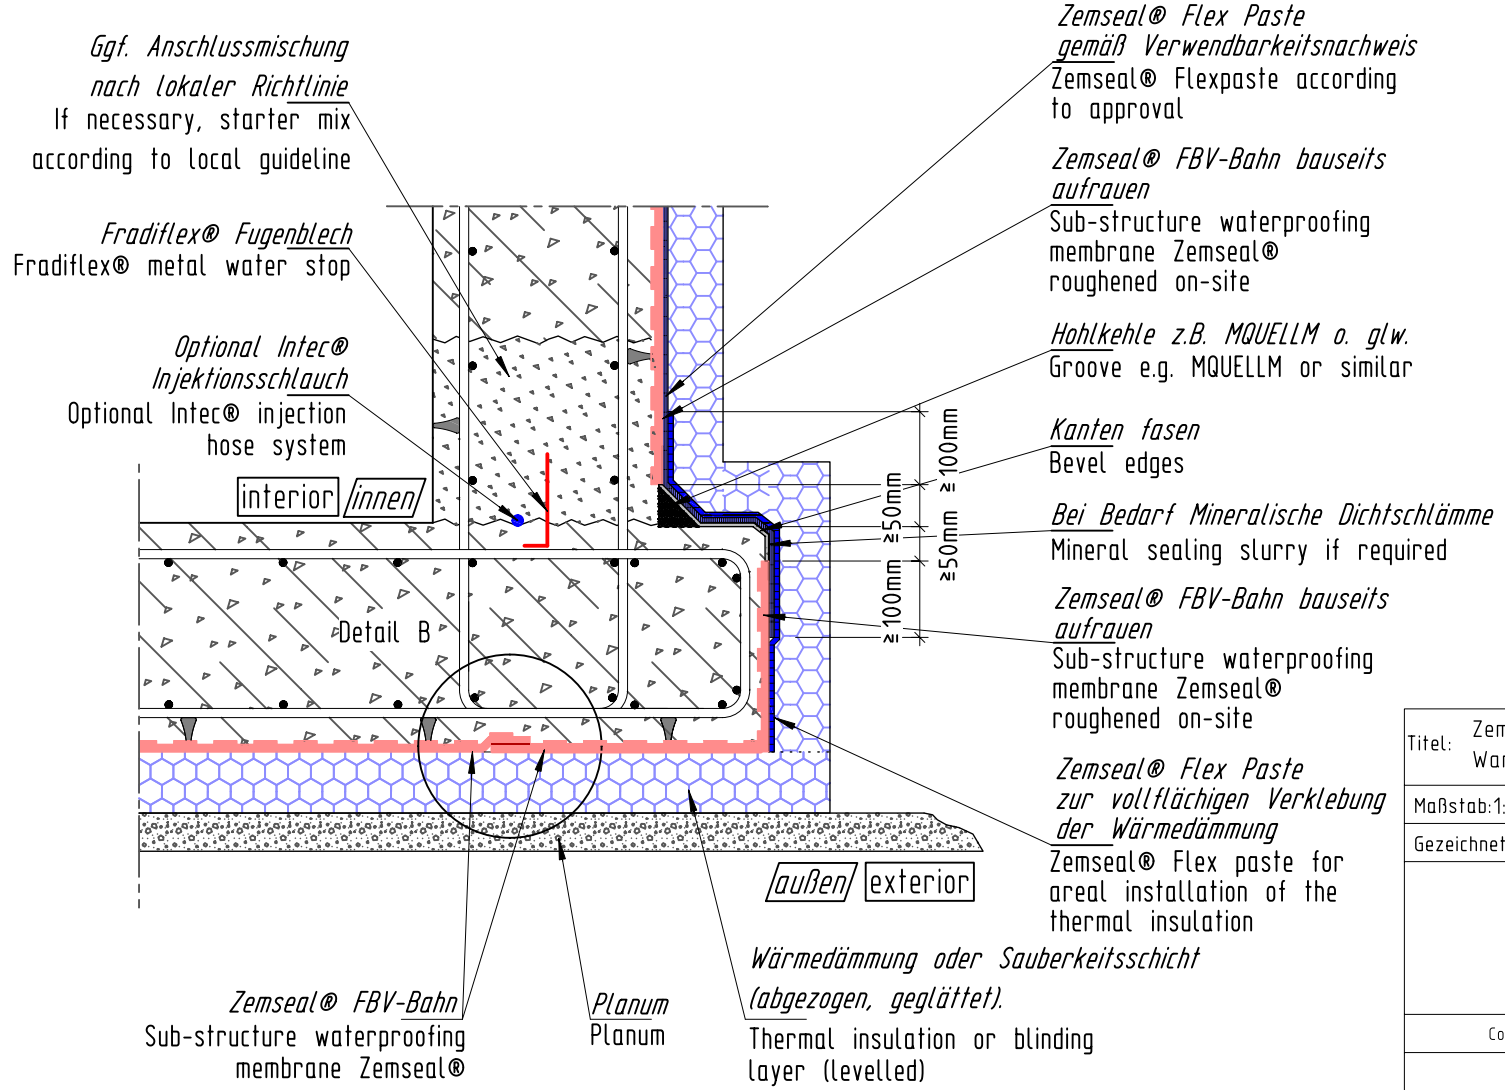 Ggf. Anschlussmischung
nach lokaler Richtlinie
If necessary, starter mix
according to local guideline
Fradiflex® Fugenblech
Fradiflex® metal water stop
Optional Intec®
Injektionsschlauch
Optional Intec® injection
hose system
interior
innen
Detail B
Zemseal® Flex Paste
gemäß Verwendbarkeitsnachweis
Zemseal® Flexpaste according
to approval
Zemseal® FBV-Bahn bauseits
aufrauen
Sub-structure waterproofing
membrane Zemseal®
roughened on-site
Hohlkehle z.B. MQUELLM o. glw.
Groove e.g. MQUELLM or similar
Kanten fasen
Bevel edges
Bei Bedarf Mineralische Dichtschlämme
Mineral sealing slurry if required
Zemseal® FBV-Bahn bauseits
aufrauen
Sub-structure waterproofing
membrane Zemseal®
roughened on-site
Zemseal® Flex Paste
zur vollflächigen Verklebung
der Wärmedämmung
Zemseal® Flex paste for
areal installation of the
thermal insulation
≥100mm
≥50mm
≥50mm
≥100mm
außen
exterior
Wärmedämmung oder Sauberkeitsschicht
(abgezogen, geglättet).
Thermal insulation or blinding
layer (levelled)
Planum
Planum
Zemseal® FBV-Bahn
Sub-structure waterproofing
membrane Zemseal®
Titel: Zem
War
Maßstab:1:
Gezeichnet
Co